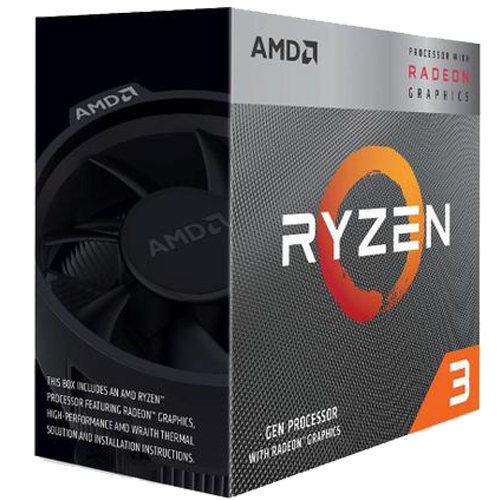 AMD
AMD
THIS BOX INCLUDES AN AMD RYZEN™
PROCESSOR FEATURING RADEON™ GRAPHICS,
HIGH-PERFORMANCE AMD WRAITH THERMAL
SOLUTION AND INSTALLATION INSTRUCTIONS.
AMD
PROCESSOR WITH
RADEON
GRAPHICS
RYZEN
3
GEN PROCESSOR
WITH RADEON™ GRAPHICS